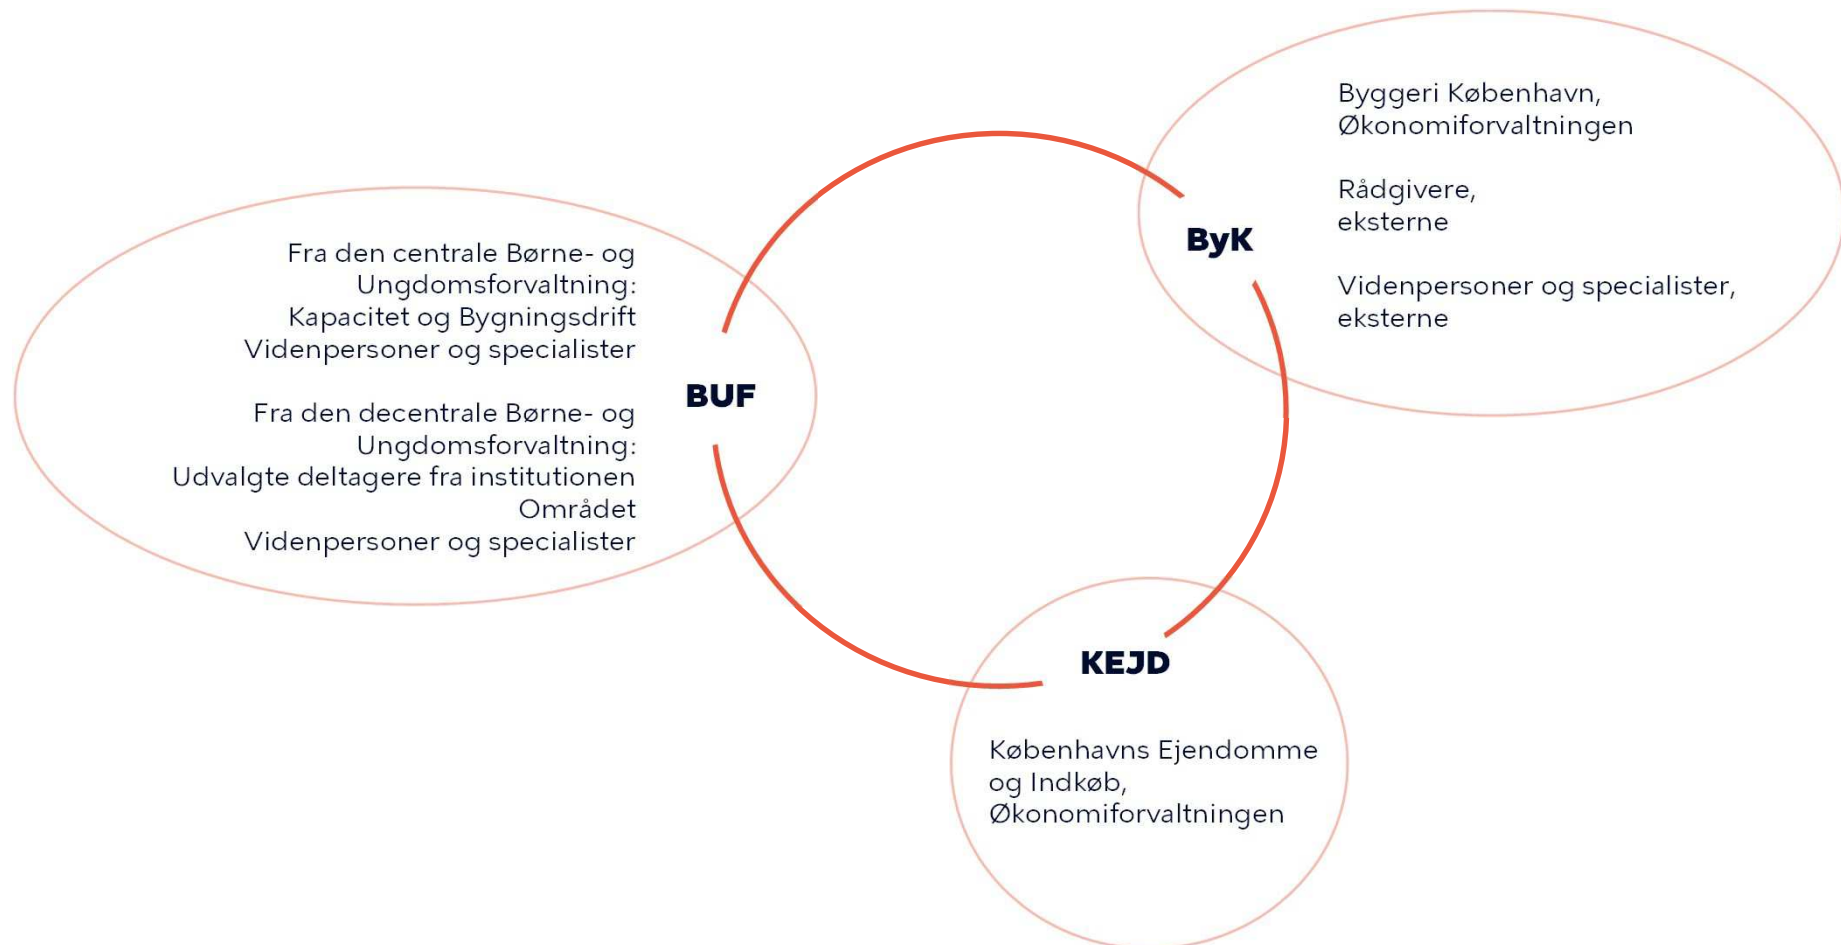 Fra den centrale Børne- og
Ungdomsforvaltning:
Kapacitet og Bygningsdrift
Videnpersoner og specialister
Fra den decentrale Børne- og
Ungdomsforvaltning:
Udvalgte deltagere fra institutionen
Området
Videnpersoner og specialister
BUF
ByK
Byggeri København,
Økonomiforvaltningen
Rådgivere,
eksterne
Videnpersoner og specialister,
eksterne
KEJD
Københavns Ejendomme
og Indkøb,
Økonomiforvaltningen